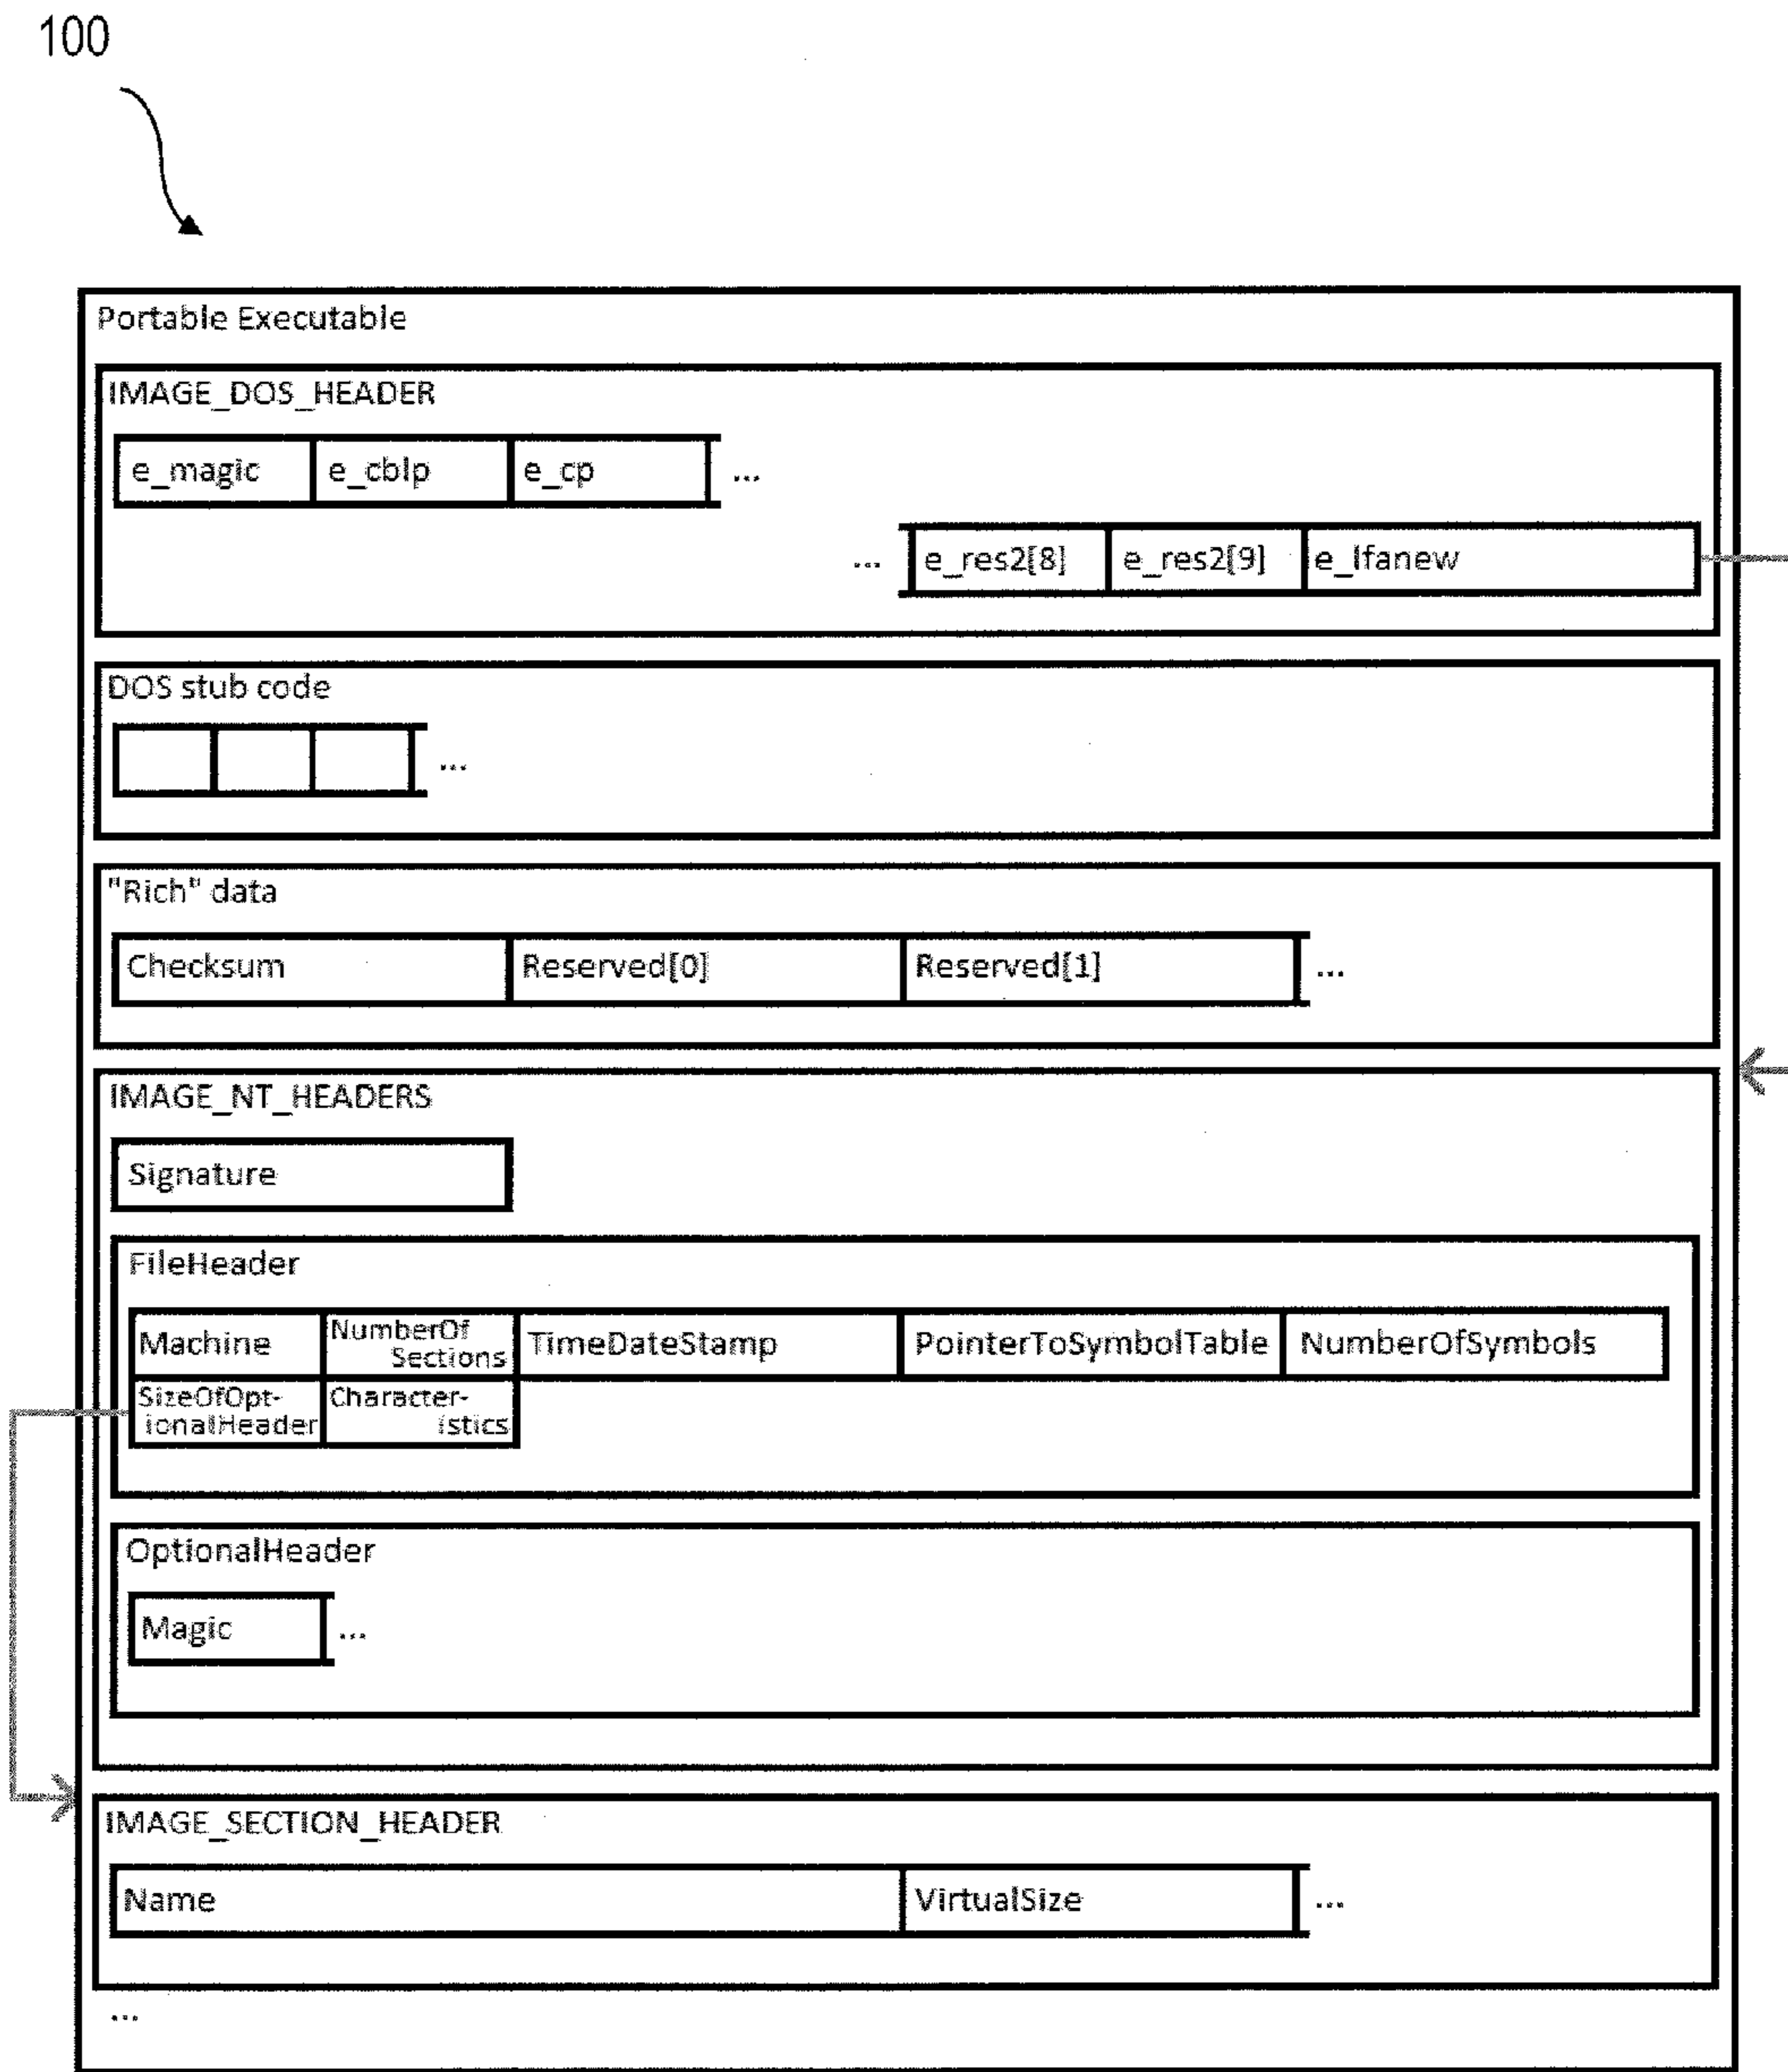 100
Portable Executable
IMAGE_DOS_HEADER
e_magic e_cblp e_cp ...
... e_res2[8] e_res2[9] e_lfanew
DOS stub code
...
"Rich" data
Checksum Reserved[0] Reserved[1] ...
IMAGE_NT_HEADERS
Signature
FileHeader
Machine NumberOf Sections TimeDateStamp PointerToSymbolTable NumberOfSymbols
SizeOfOpt- Character-
ionalHeader istics
OptionalHeader
Magic ...
IMAGE_SECTION_HEADER
Name VirtualSize ...
...